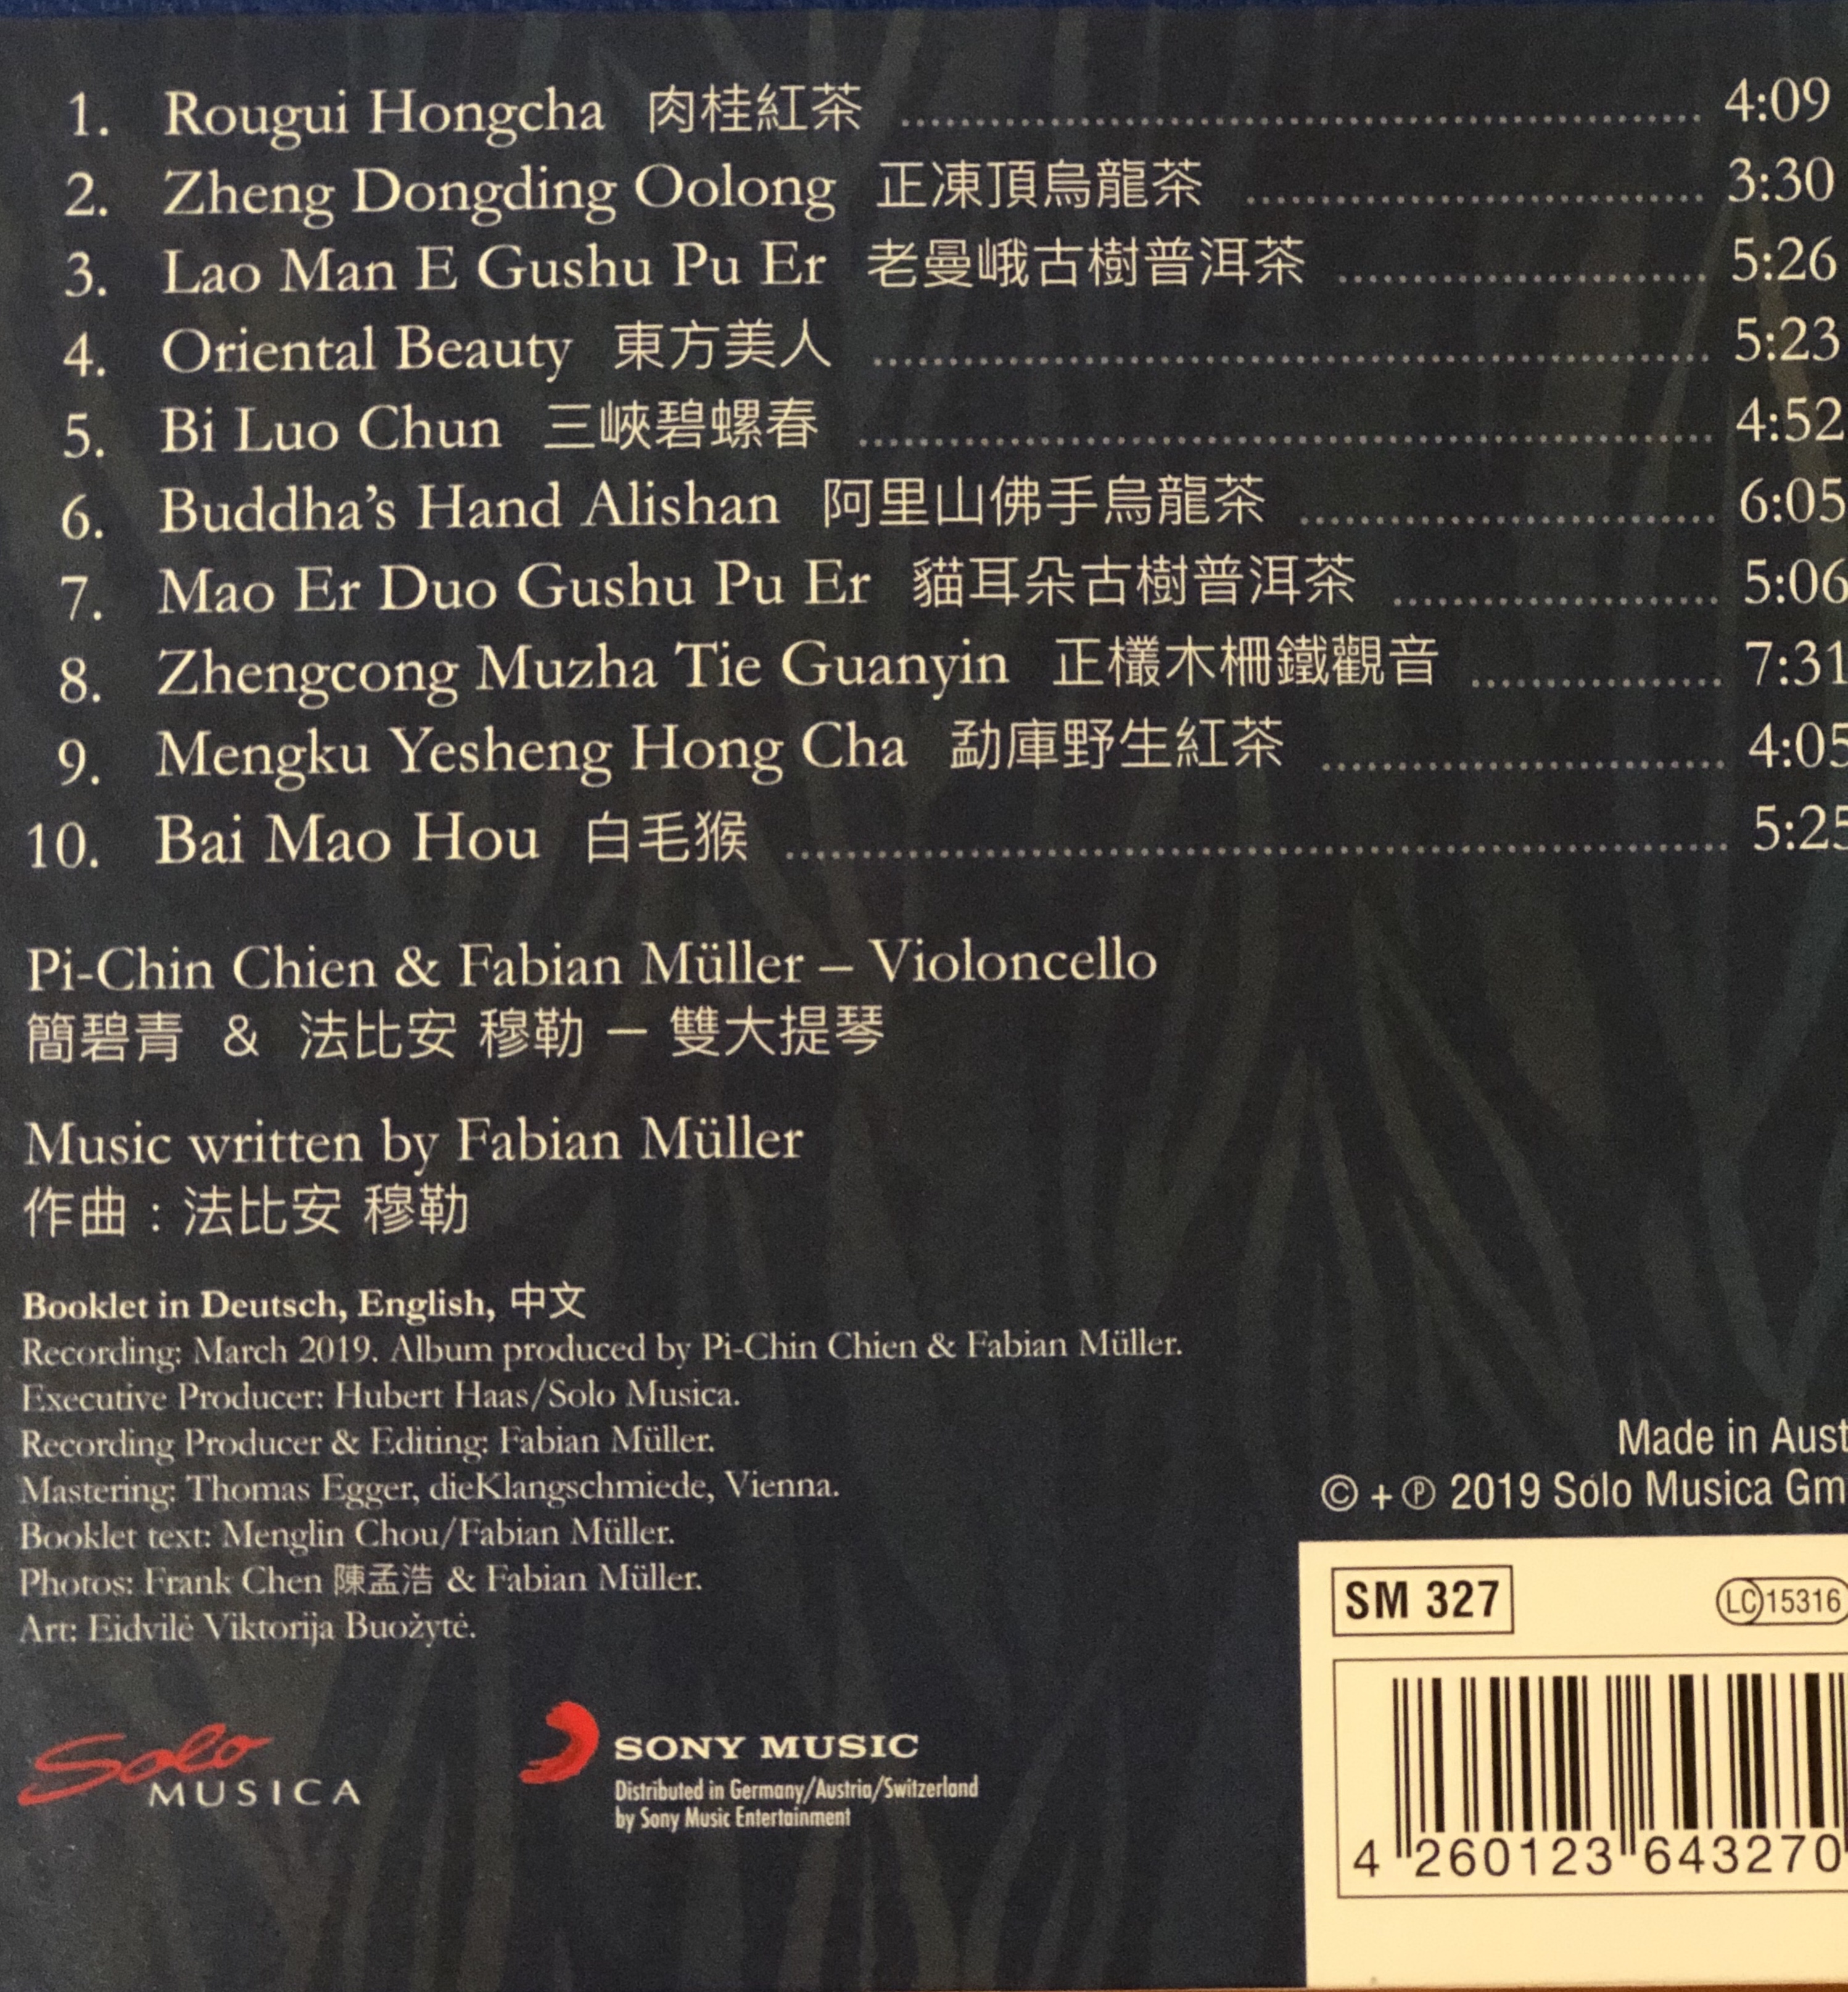 1. Rougui Hongcha 肉桂紅茶 ........ 4:09
2. Zheng Dongding Oolong 正凍頂烏龍茶 ........ 3:30
3. Lao Man E Gushu Pu Er 老曼峨古樹普洱茶 ........ 5:26
4. Oriental Beauty 東方美人 ........ 5:23
5. Bi Luo Chun 三峽碧螺春 ........ 4:52
6. Buddha’s Hand Alishan 阿里山佛手烏龍茶 ........ 6:05
7. Mao Er Duo Gushu Pu Er 貓耳朵古樹普洱茶 ........ 5:06
8. Zhengcong Muzha Tie Guanyin 正欉木柵鐵觀音 ........ 7:31
9. Mengku Yesheng Hong Cha 勐庫野生紅茶 ........ 4:05
10. Bai Mao Hou 白毛猴 ........ 5:25
Pi-Chin Chien & Fabian Müller – Violoncello
簡碧青 & 法比安 穆勒 — 雙大提琴
Music written by Fabian Müller
作曲 : 法比安 穆勒
Booklet in Deutsch, English, 中文
Recording: March 2019. Album produced by Pi-Chin Chien & Fabian Müller.
Executive Producer: Hubert Haas/Solo Musica.
Recording Producer & Editing: Fabian Müller.
Mastering: Thomas Egger, dieKlangschmiede, Vienna.
Booklet text: Menglin Chou/Fabian Müller.
Photos: Frank Chen 陳孟浩 & Fabian Müller.
Art: Eidvilė Viktorija Buožytė.
Made in Aust
© + ℗ 2019 Solo Musica Gm
SM 327
LC 15316
4 260123 643270
Solo
MUSICA
SONY MUSIC
Distributed in Germany/Austria/Switzerland
by Sony Music Entertainment